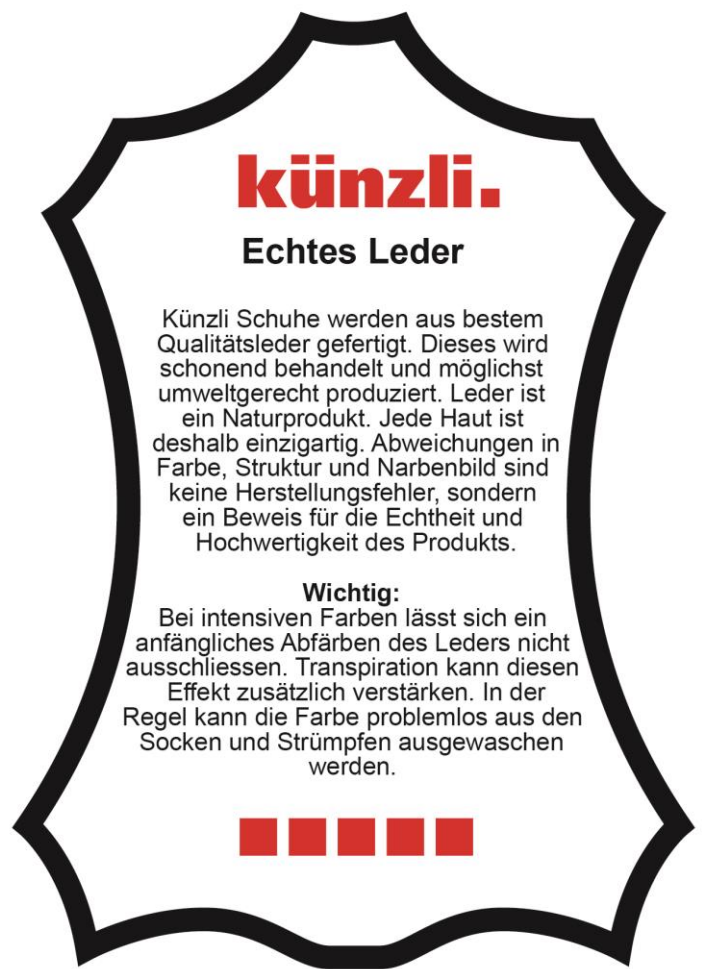 künzli.
Echtes Leder
Künzli Schuhe werden aus bestem
Qualitätsleder gefertigt. Dieses wird
schonend behandelt und möglichst
umweltgerecht produziert. Leder ist
ein Naturprodukt. Jede Haut ist
deshalb einzigartig. Abweichungen in
Farbe, Struktur und Narbenbild sind
keine Herstellungsfehler, sondern
ein Beweis für die Echtheit und
Hochwertigkeit des Produkts.
Wichtig:
Bei intensiven Farben lässt sich ein
anfängliches Abfärben des Leders nicht
ausschliessen. Transpiration kann diesen
Effekt zusätzlich verstärken. In der
Regel kann die Farbe problemlos aus den
Socken und Strümpfen ausgewaschen
werden.